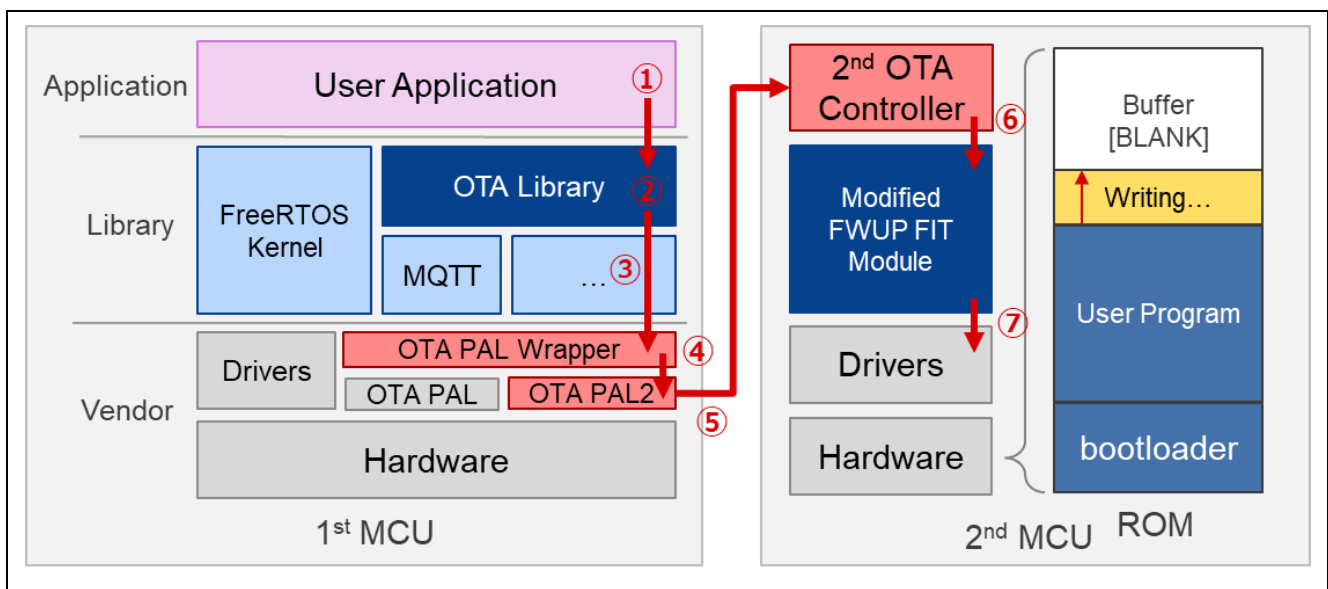 Application
User Application
①
Library
FreeRTOS
Kernel
OTA Library
②
MQTT
…
③
Vendor
Drivers
OTA PAL Wrapper
④
OTA PAL
OTA PAL2
⑤
Hardware
1st MCU
2nd OTA
Controller
⑥
Modified
FWUP FIT
Module
⑦
Drivers
Hardware
2nd MCU
Buffer
[BLANK]
Writing…
User Program
bootloader
ROM